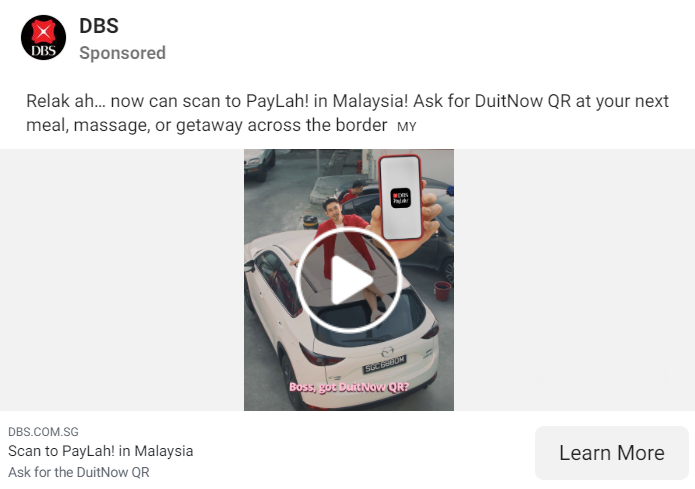 DBS
DBS
Sponsored
Relak ah... now can scan to PayLah! in Malaysia! Ask for DuitNow QR at your next
meal, massage, or getaway across the border MY
DBS
PayLah!
Boss, got DuitNow QR?
DBS.COM.SG
Scan to PayLah! in Malaysia
Ask for the DuitNow QR
Learn More